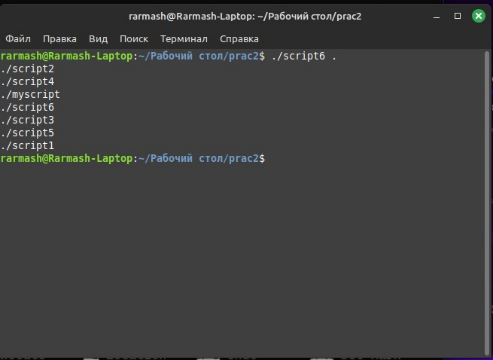 rarmash@Rarmash-Laptop: ~/Рабочий стол/prac2
Файл Правка Вид Поиск Терминал Справка
rarmash@Rarmash-Laptop:~/Рабочий стол/prac2$ ./script6 .
./script2
./script4
./myscript
./script6
./script3
./script5
./script1
rarmash@Rarmash-Laptop:~/Рабочий стол/prac2$